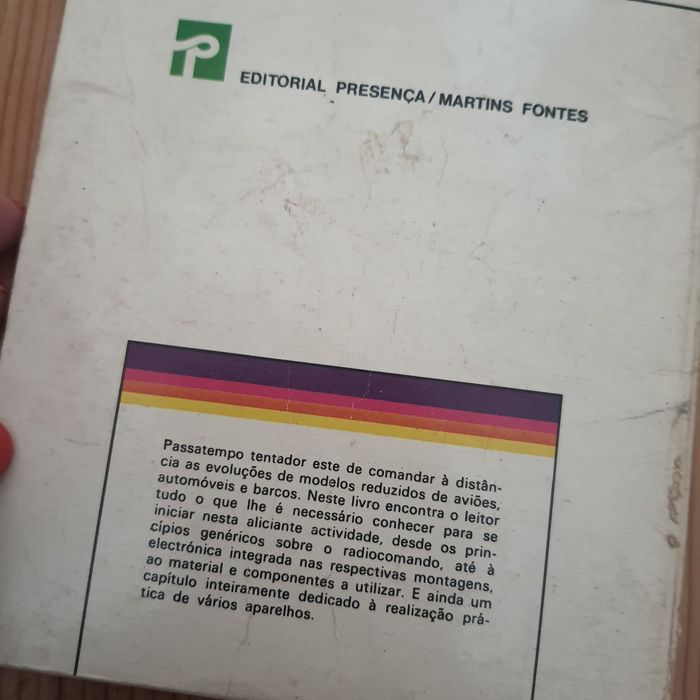 EDITORIAL PRESENÇA/MARTINS FONTES
Passatempo tentador este de comandar à distân-
cia as evoluções de modelos reduzidos de aviões,
automóveis e barcos. Neste livro encontra o leitor
tudo o que lhe é necessário conhecer para se
iniciar nesta aliciante actividade, desde os prin-
cípios genéricos sobre o radiocomando, até à
electrónica integrada nas respectivas montagens,
ao material e componentes a utilizar. E ainda um
capítulo inteiramente dedicado à realização prá-
tica de vários aparelhos.